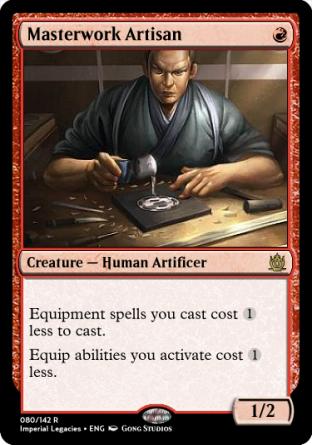 Masterwork Artisan
Creature — Human Artificer
Equipment spells you cast cost 1
less to cast.
Equip abilities you activate cost 1
less.
1/2
080/142 R
Imperial Legacies • ENG Gong Studios